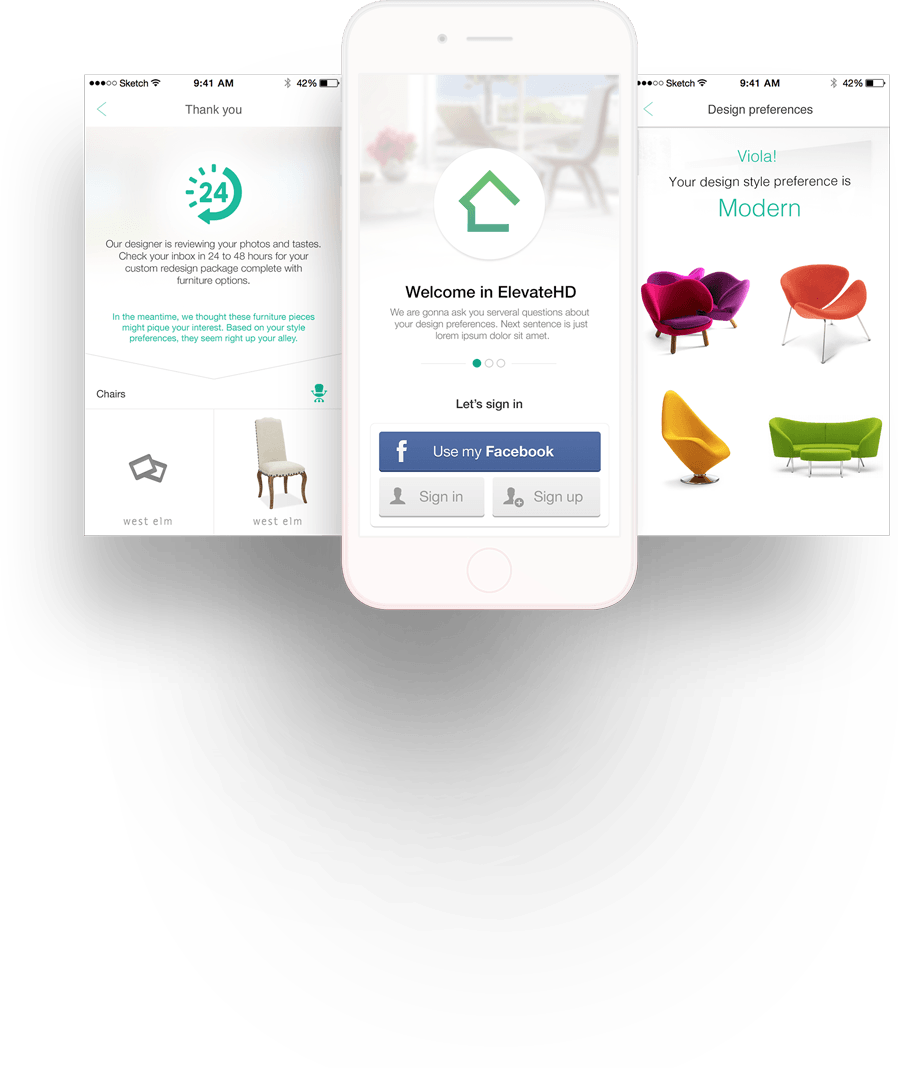 Sketch 9:41 AM 42%
Thank you
24
Our designer is reviewing your photos and tastes.
Check your inbox in 24 to 48 hours for your
custom redesign package complete with
furniture options.
In the meantime, we thought these furniture pieces
might pique your interest. Based on your style
preferences, they seem right up your alley.
Chairs
west elm
west elm
Welcome in ElevateHD
We are gonna ask you serveral questions about
your design preferences. Next sentence is just
lorem ipsum dolor sit amet.
Let's sign in
f Use my Facebook
Sign in
Sign up
Sketch 9:41 AM 42%
Design preferences
Viola!
Your design style preference is
Modern